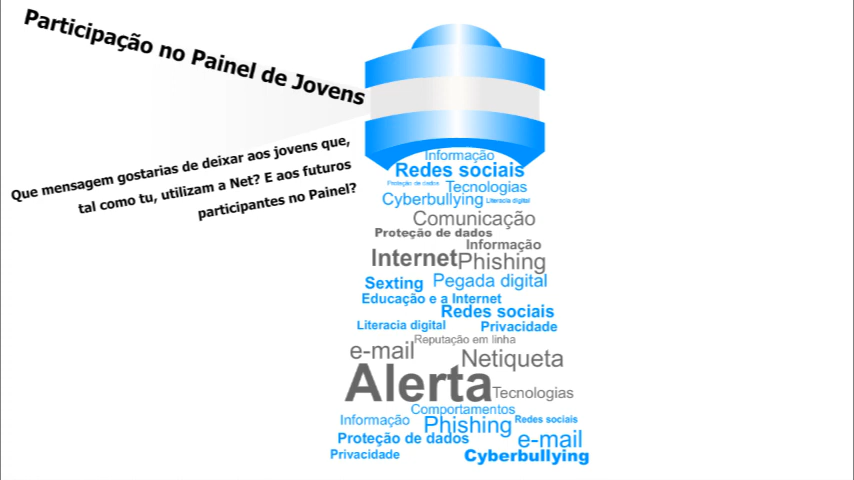 Participação no Painel de Jovens
Que mensagem gostarias de deixar aos jovens que,
tal como tu, utilizam a Net? E aos futuros
participantes no Painel?
Informação
Redes sociais
Proteção de dados Tecnologias
Cyberbullying Literacia digital
Comunicação
Proteção de dados
Informação
Internet Phishing
Sexting Pegada digital
Educação e a Internet
Redes sociais
Literacia digital Privacidade
Reputação em linha
e-mail Netiqueta
Alerta Tecnologias
Comportamentos
Informação Phishing Redes sociais
Proteção de dados e-mail
Privacidade Cyberbullying